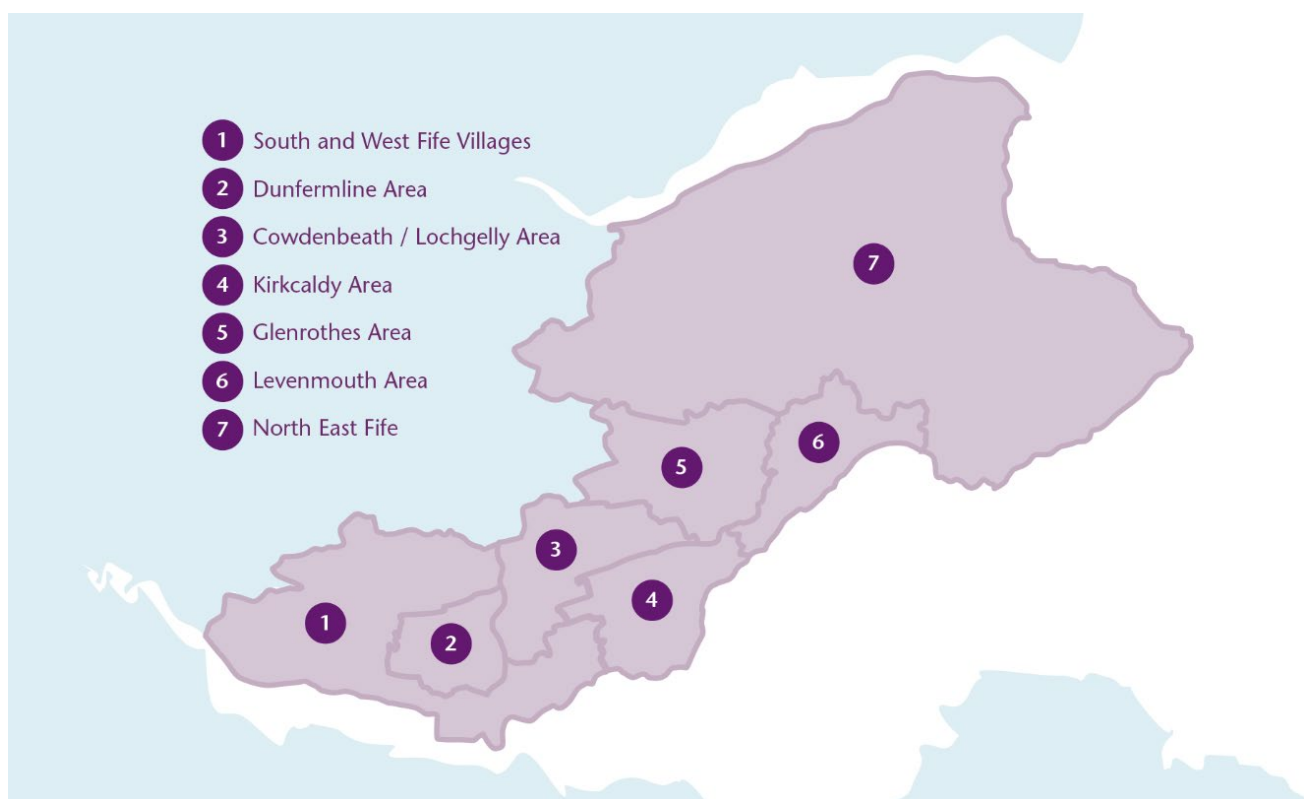 1 South and West Fife Villages
2 Dunfermline Area
3 Cowdenbeath / Lochgelly Area
4 Kirkcaldy Area
5 Glenrothes Area
6 Levenmouth Area
7 North East Fife
7
6
5
3
4
1
2